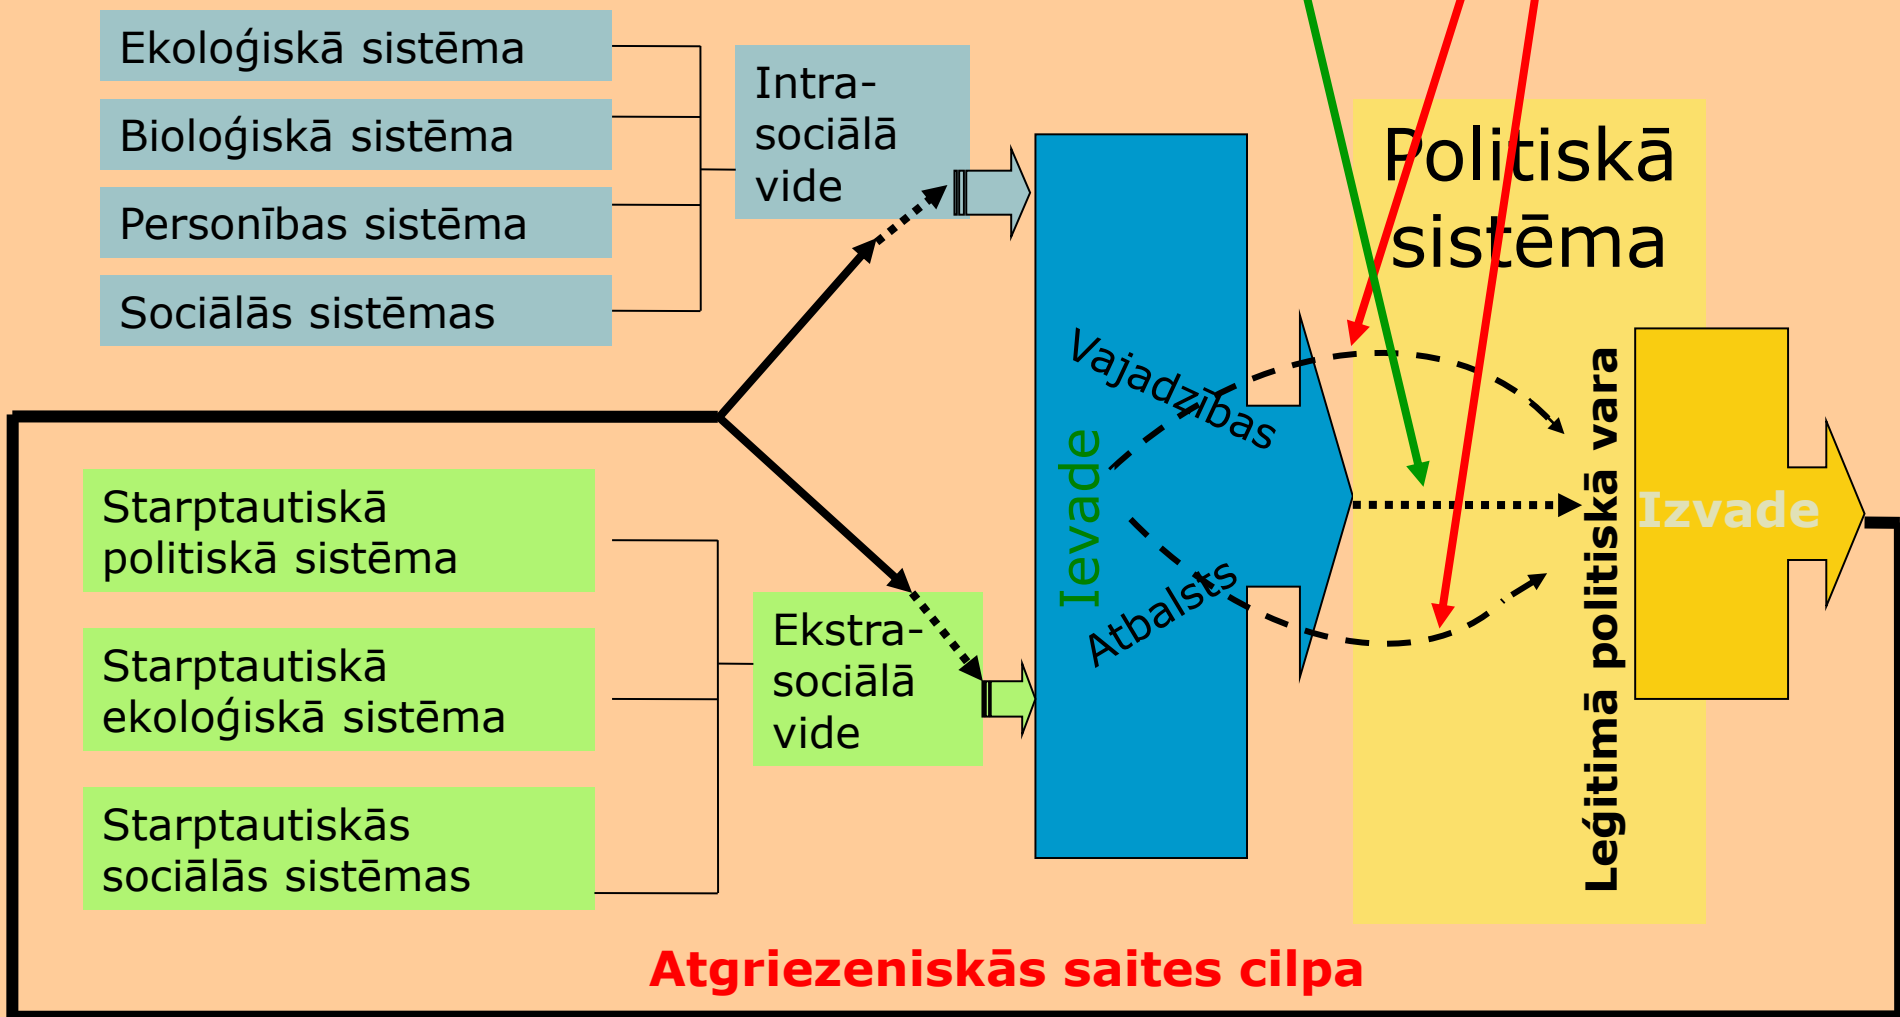 Ekoloģiskā sistēma
Bioloģiskā sistēma
Personības sistēma
Sociālās sistēmas
Intra-
sociālā
vide
Starptautiskā
politiskā sistēma
Starptautiskā
ekoloģiskā sistēma
Starptautiskās
sociālās sistēmas
Ekstra-
sociālā
vide
Ievade
Vajadzības
Atbalsts
Politiskā
sistēma
Leģitimā politiskā vara
Izvade
Atgriezeniskās saites cilpa